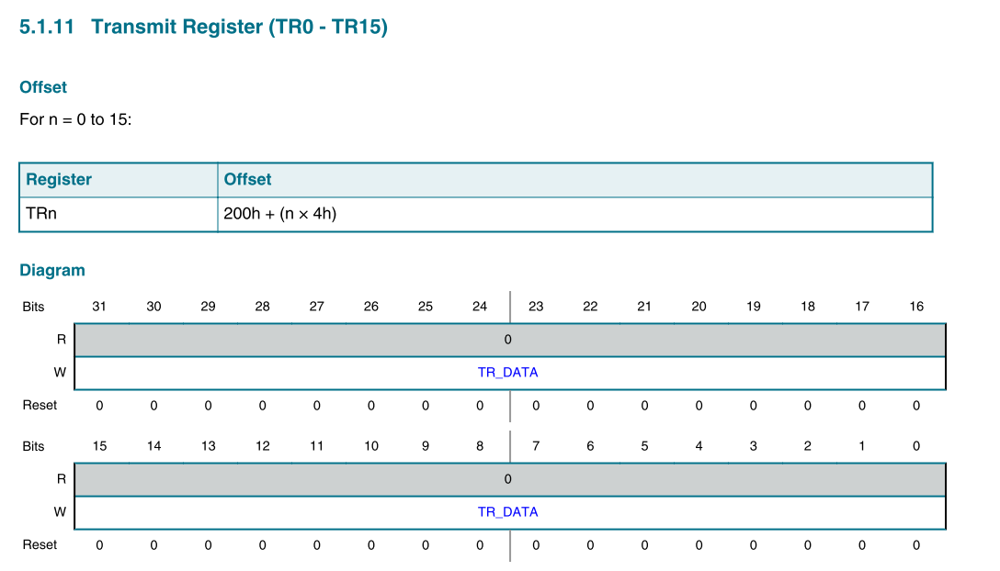 5.1.11 Transmit Register (TR0 - TR15)
Offset
For n = 0 to 15:
Register Offset
TRn 200h + (n × 4h)
Diagram
Bits 31 30 29 28 27 26 25 24 23 22 21 20 19 18 17 16
R 0
W TR_DATA
Reset 0 0 0 0 0 0 0 0 0 0 0 0 0 0 0 0
Bits 15 14 13 12 11 10 9 8 7 6 5 4 3 2 1 0
R 0
W TR_DATA
Reset 0 0 0 0 0 0 0 0 0 0 0 0 0 0 0 0